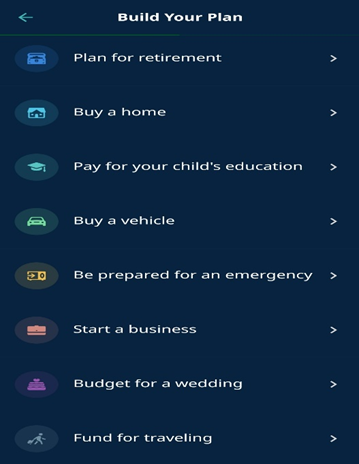 Build Your Plan
Plan for retirement
Buy a home
Pay for your child's education
Buy a vehicle
Be prepared for an emergency
Start a business
Budget for a wedding
Fund for traveling